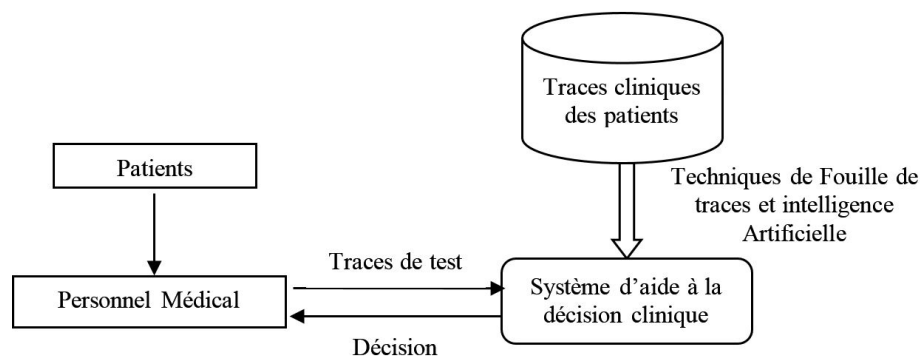 Traces cliniques
des patients
Patients
Techniques de Fouille de
traces et intelligence
Artificielle
Traces de test
Personnel Médical
Système d'aide à la
décision clinique
Décision